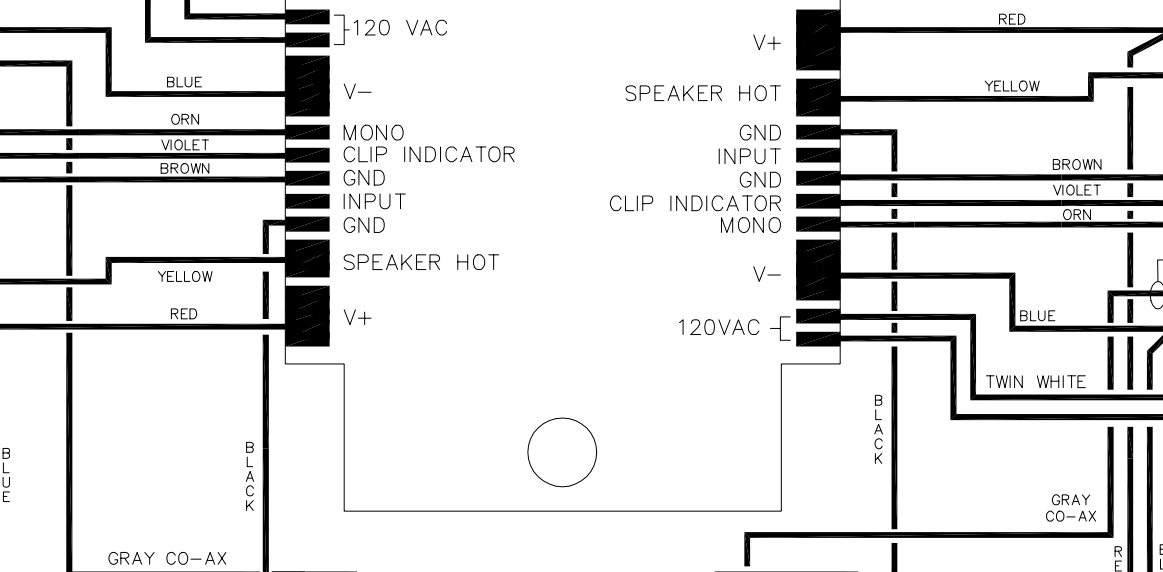 120 VAC
BLUE
V-
ORN
MONO
VIOLET
CLIP INDICATOR
BROWN
GND
INPUT
GND
SPEAKER HOT
YELLOW
RED
V+
BLUE
BLACK
GRAY CO-AX
RED
V+
SPEAKER HOT
YELLOW
GND
INPUT
BROWN
GND
VIOLET
CLIP INDICATOR
ORN
MONO
V-
BLUE
120VAC
TWIN WHITE
BLACK
GRAY
CO-AX